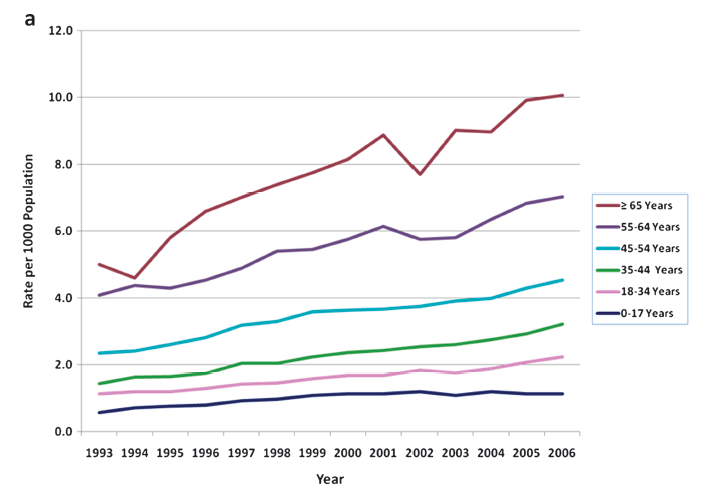 a
12.0
10.0
8.0
6.0
4.0
2.0
0.0
Rate per 1000 Population
1993 1994 1995 1996 1997 1998 1999 2000 2001 2002 2003 2004 2005 2006
Year
≥ 65 Years
55-64 Years
45-54 Years
35-44 Years
18-34 Years
0-17 Years